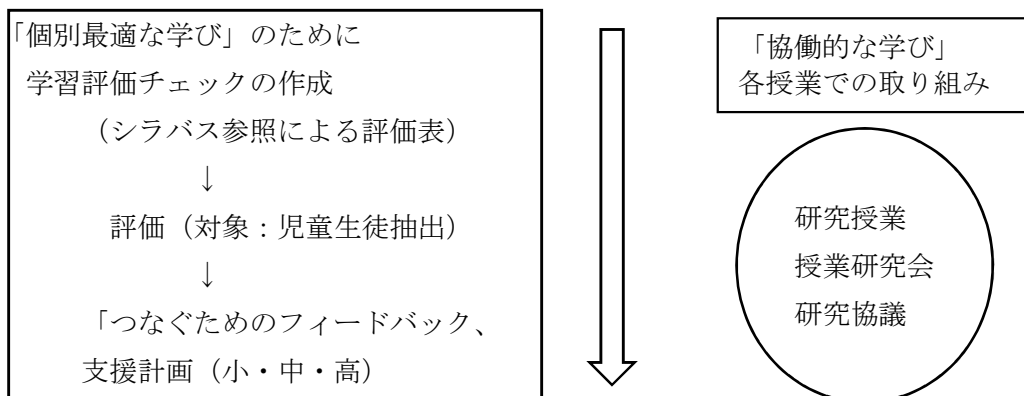 「個別最適な学び」のために
学習評価チェックの作成
（シラバス参照による評価表）
↓
評価（対象：児童生徒抽出）
↓
「つなぐためのフィードバック、
支援計画（小・中・高）
「協働的な学び」
各授業での取り組み
研究授業
授業研究会
研究協議